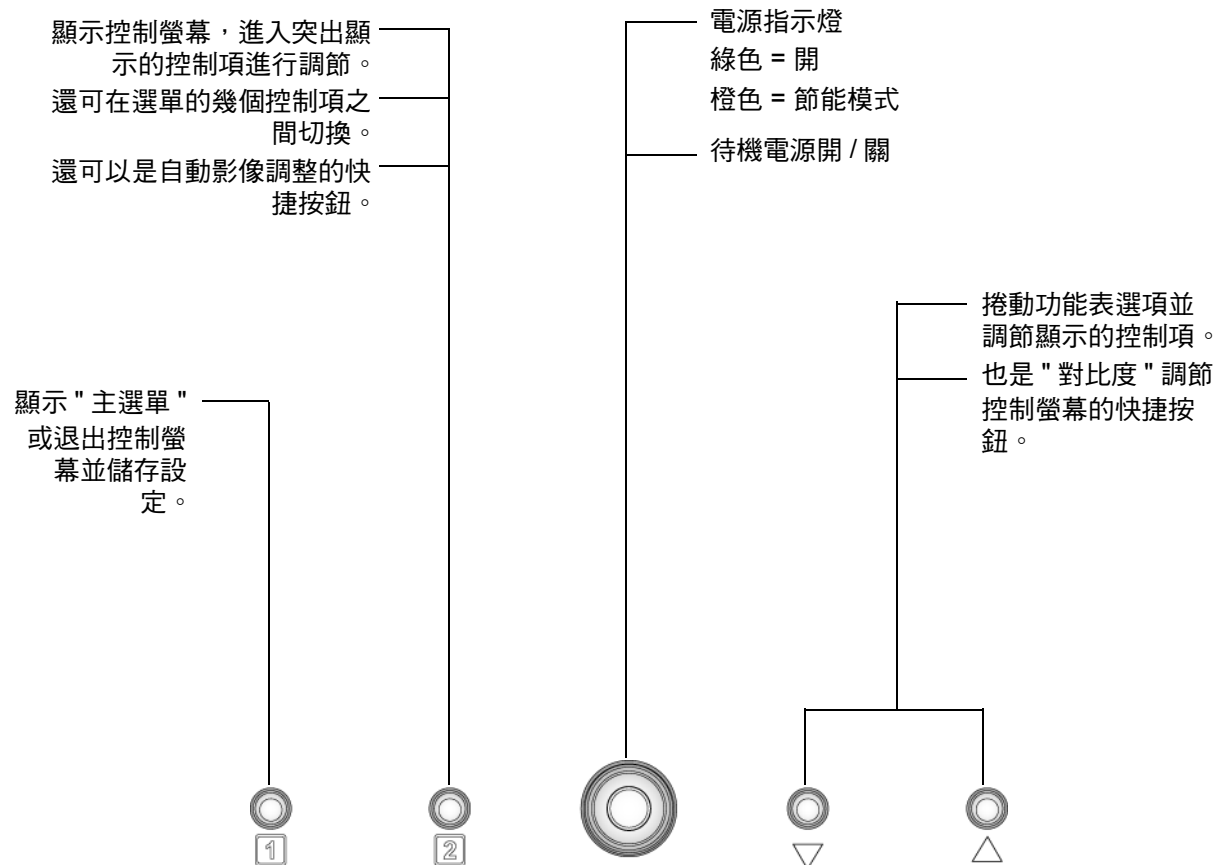 顯示控制螢幕，進入突出顯
示的控制項進行調節。
還可在選單的幾個控制項之
間切換。
還可以是自動影像調整的快
捷按鈕。
電源指示燈
綠色 = 開
橙色 = 節能模式
待機電源開 / 關
捲動功能表選項並
調節顯示的控制項。
也是 " 對比度 " 調節
控制螢幕的快捷按
鈕。
顯示 " 主選單 "
或退出控制螢
幕並儲存設
定。
1
2